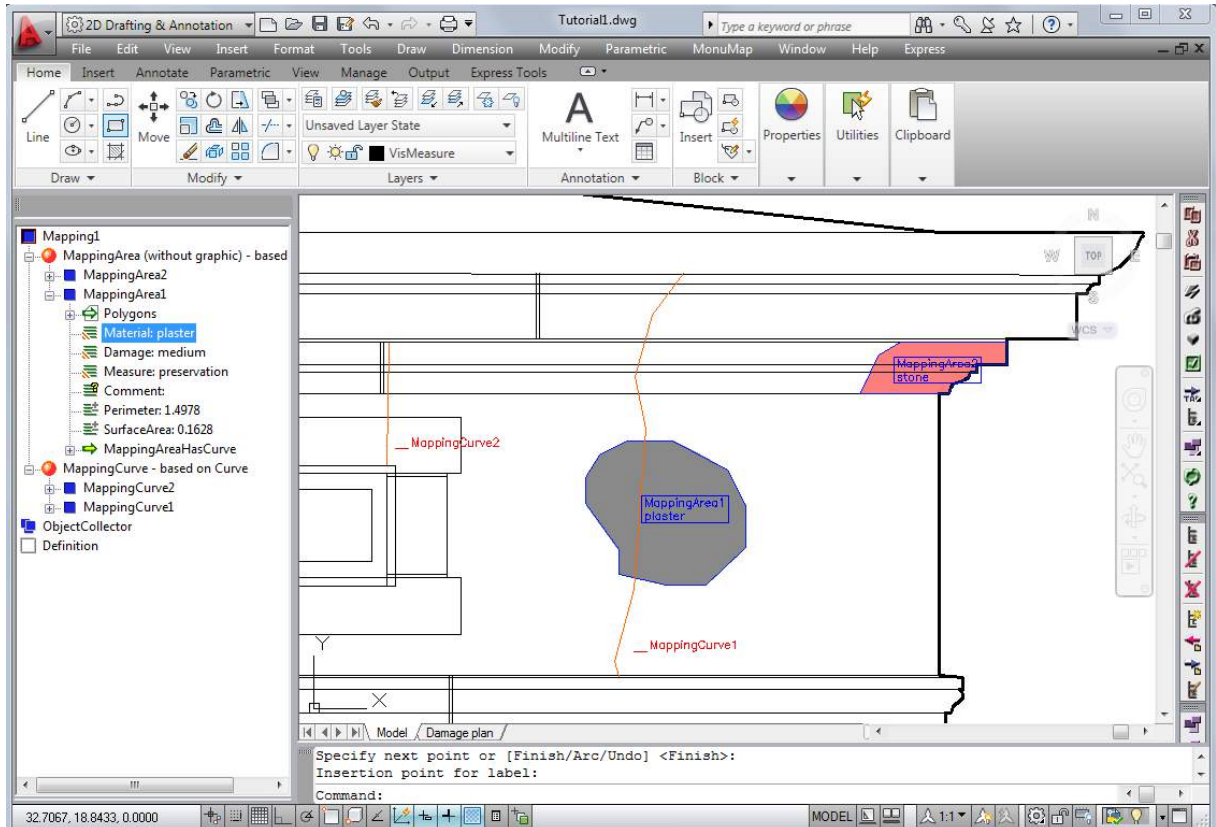 2D Drafting & Annotation
Tutorial1.dwg
Type a keyword or phrase
File Edit View Insert Format Tools Draw Dimension Modify Parametric MonuMap Window Help Express
Home Insert Annotate Parametric View Manage Output Express Tools
Line
Move
Unsaved Layer State
VisMeasure
A
Multiline Text
Insert
Properties
Utilities
Clipboard
Draw
Modify
Layers
Annotation
Block
Mapping1
MappingArea (without graphic) - based
MappingArea2
MappingArea1
Polygons
Material: plaster
Damage: medium
Measure: preservation
Comment:
Perimeter: 1.4978
SurfaceArea: 0.1628
MappingAreaHasCurve
MappingCurve - based on Curve
MappingCurve2
MappingCurve1
ObjectCollector
Definition
N
W
TOP
E
S
WCS
MappingArea2
stone
MappingCurve2
MappingArea1
plaster
MappingCurve1
Y
X
Model Damage plan
Specify next point or [Finish/Arc/Undo] <Finish>:
Insertion point for label:
Command:
32.7067, 18.8433, 0.0000
MODEL
1:1